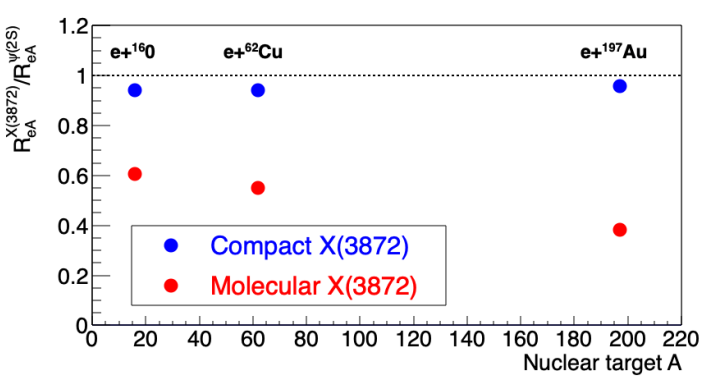 R_eA^X(3872)/R_eA^ψ(2S)
1.2
1
0.8
0.6
0.4
0.2
0
e+¹⁶O
e+⁶²Cu
e+¹⁹⁷Au
Compact X(3872)
Molecular X(3872)
0 20 40 60 80 100 120 140 160 180 200 220
Nuclear target A